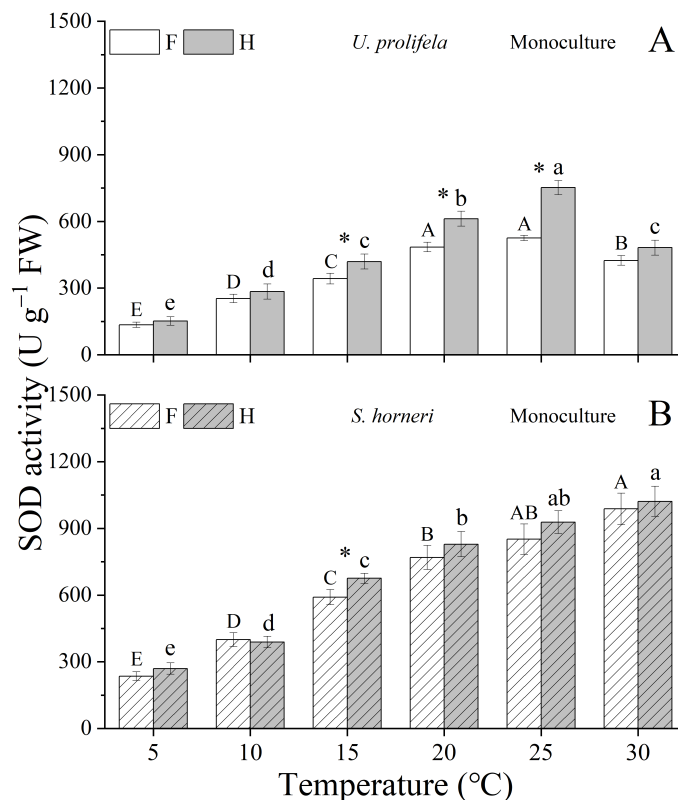 SOD activity (U g⁻¹ FW)
1500
1200
900
600
300
0
F H U. prolifela Monoculture A
E e D d C * c A * b A * a B c
1500
1200
900
600
300
0
F H S. horneri Monoculture B
E e D d C * c B b AB ab A a
5 10 15 20 25 30
Temperature (℃)